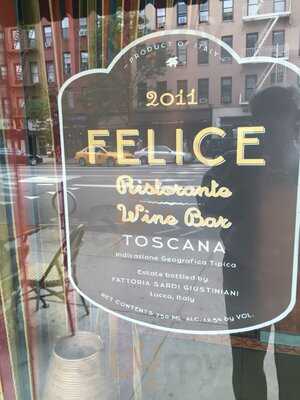 PRODUCT OF ITALY
2011
FELICE
Ristorante
Wine Bar
TOSCANA
Indicazione Geografica Tipica
Estate bottled by
FATTORIA SARDI GIUSTINIANI
Lucca, Italy
NET CONTENTS 750 ML - ALC. 12.5% BY VOL.